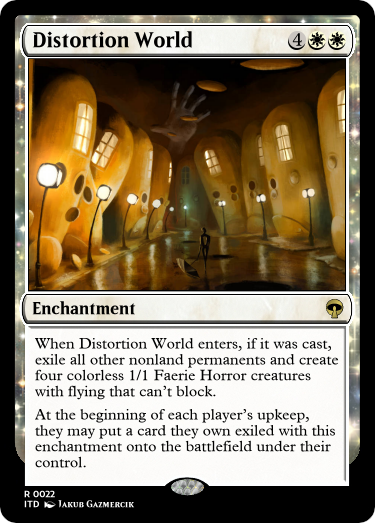 Distortion World 4
Enchantment
When Distortion World enters, if it was cast,
exile all other nonland permanents and create
four colorless 1/1 Faerie Horror creatures
with flying that can't block.
At the beginning of each player's upkeep,
they may put a card they own exiled with this
enchantment onto the battlefield under their
control.
R 0022
ITD Jakub Gazmercik